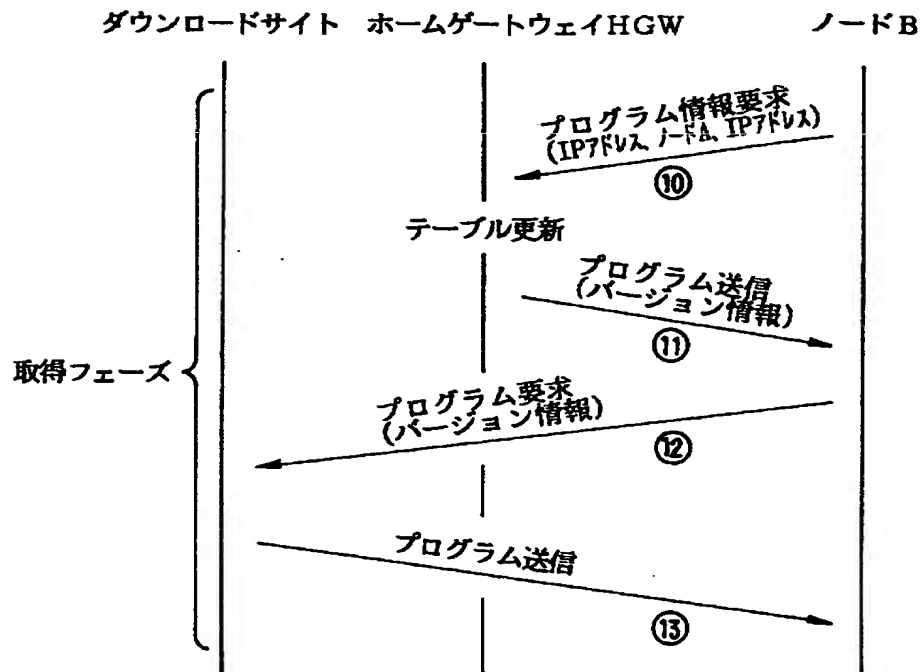 ダウンロードサイト ホームゲートウェイHGW ノードB
プログラム情報要求
(IPアドレス、ノードA、IPアドレス)
⑩
テーブル更新
プログラム送信
(バージョン情報)
⑪
取得フェーズ
プログラム要求
(バージョン情報)
⑫
プログラム送信
⑬